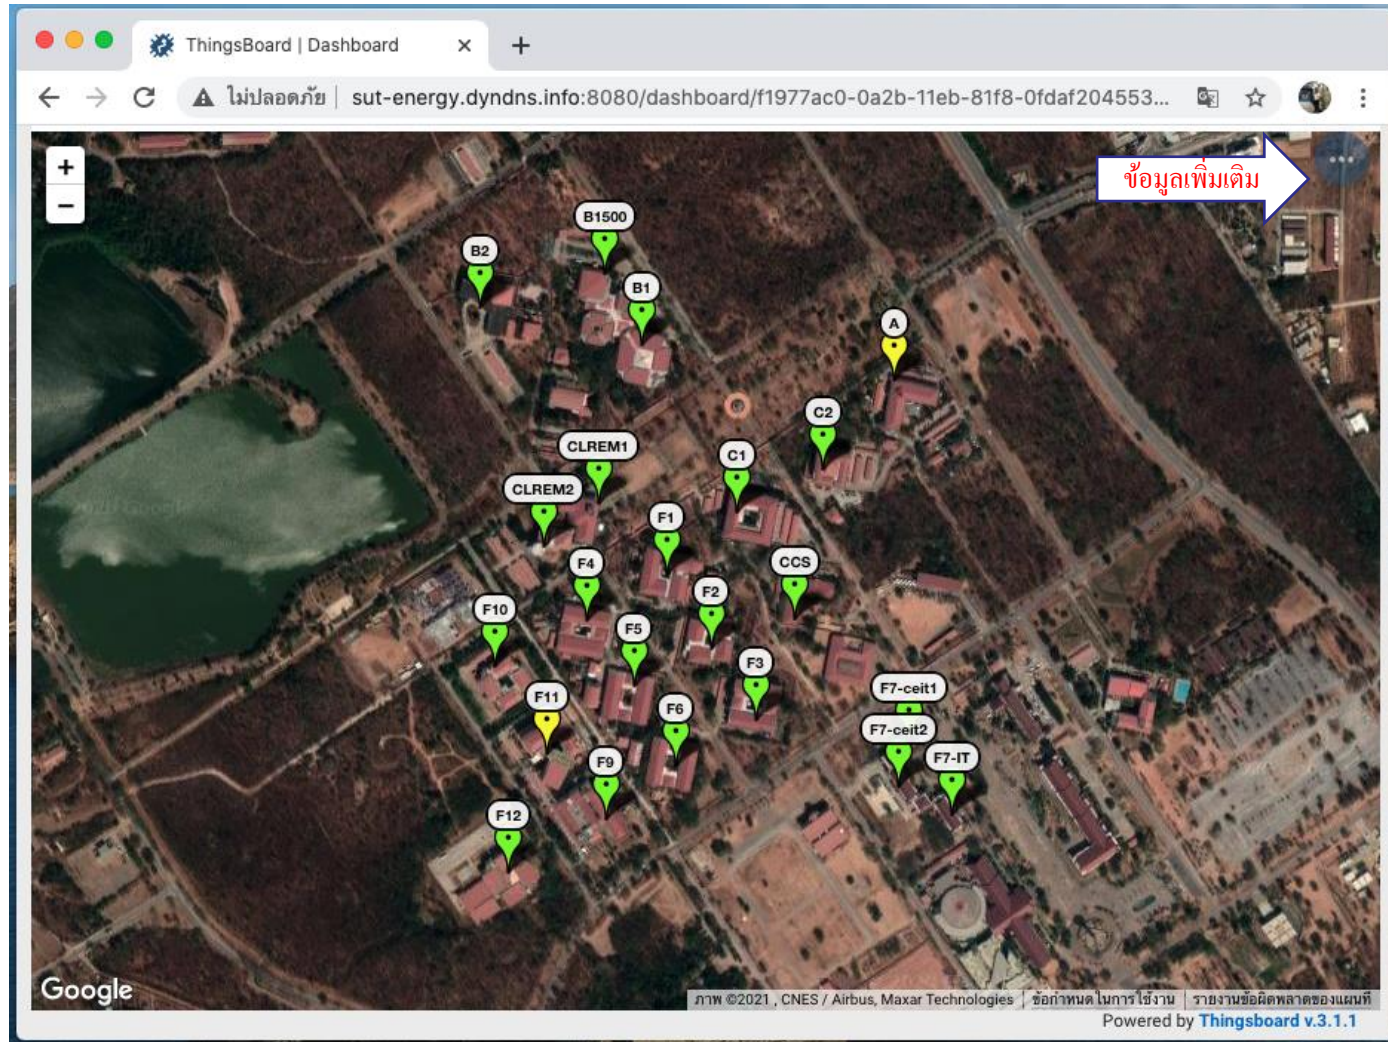 ThingsBoard | Dashboard
ไม่ปลอดภัย | sut-energy.dyndns.info:8080/dashboard/f1977ac0-0a2b-11eb-81f8-0fdaf204553...
+
−
ข้อมูลเพิ่มเติม
B1500
B2
B1
A
C2
CLREM1
C1
CLREM2
F1
F4
CCS
F2
F10
F5
F3
F7-ceit1
F11
F6
F7-ceit2
F7-IT
F9
F12
Google
ภาพ ©2021 , CNES / Airbus, Maxar Technologies | ข้อกำหนดในการใช้งาน | รายงานข้อผิดพลาดของแผนที่
Powered by Thingsboard v.3.1.1